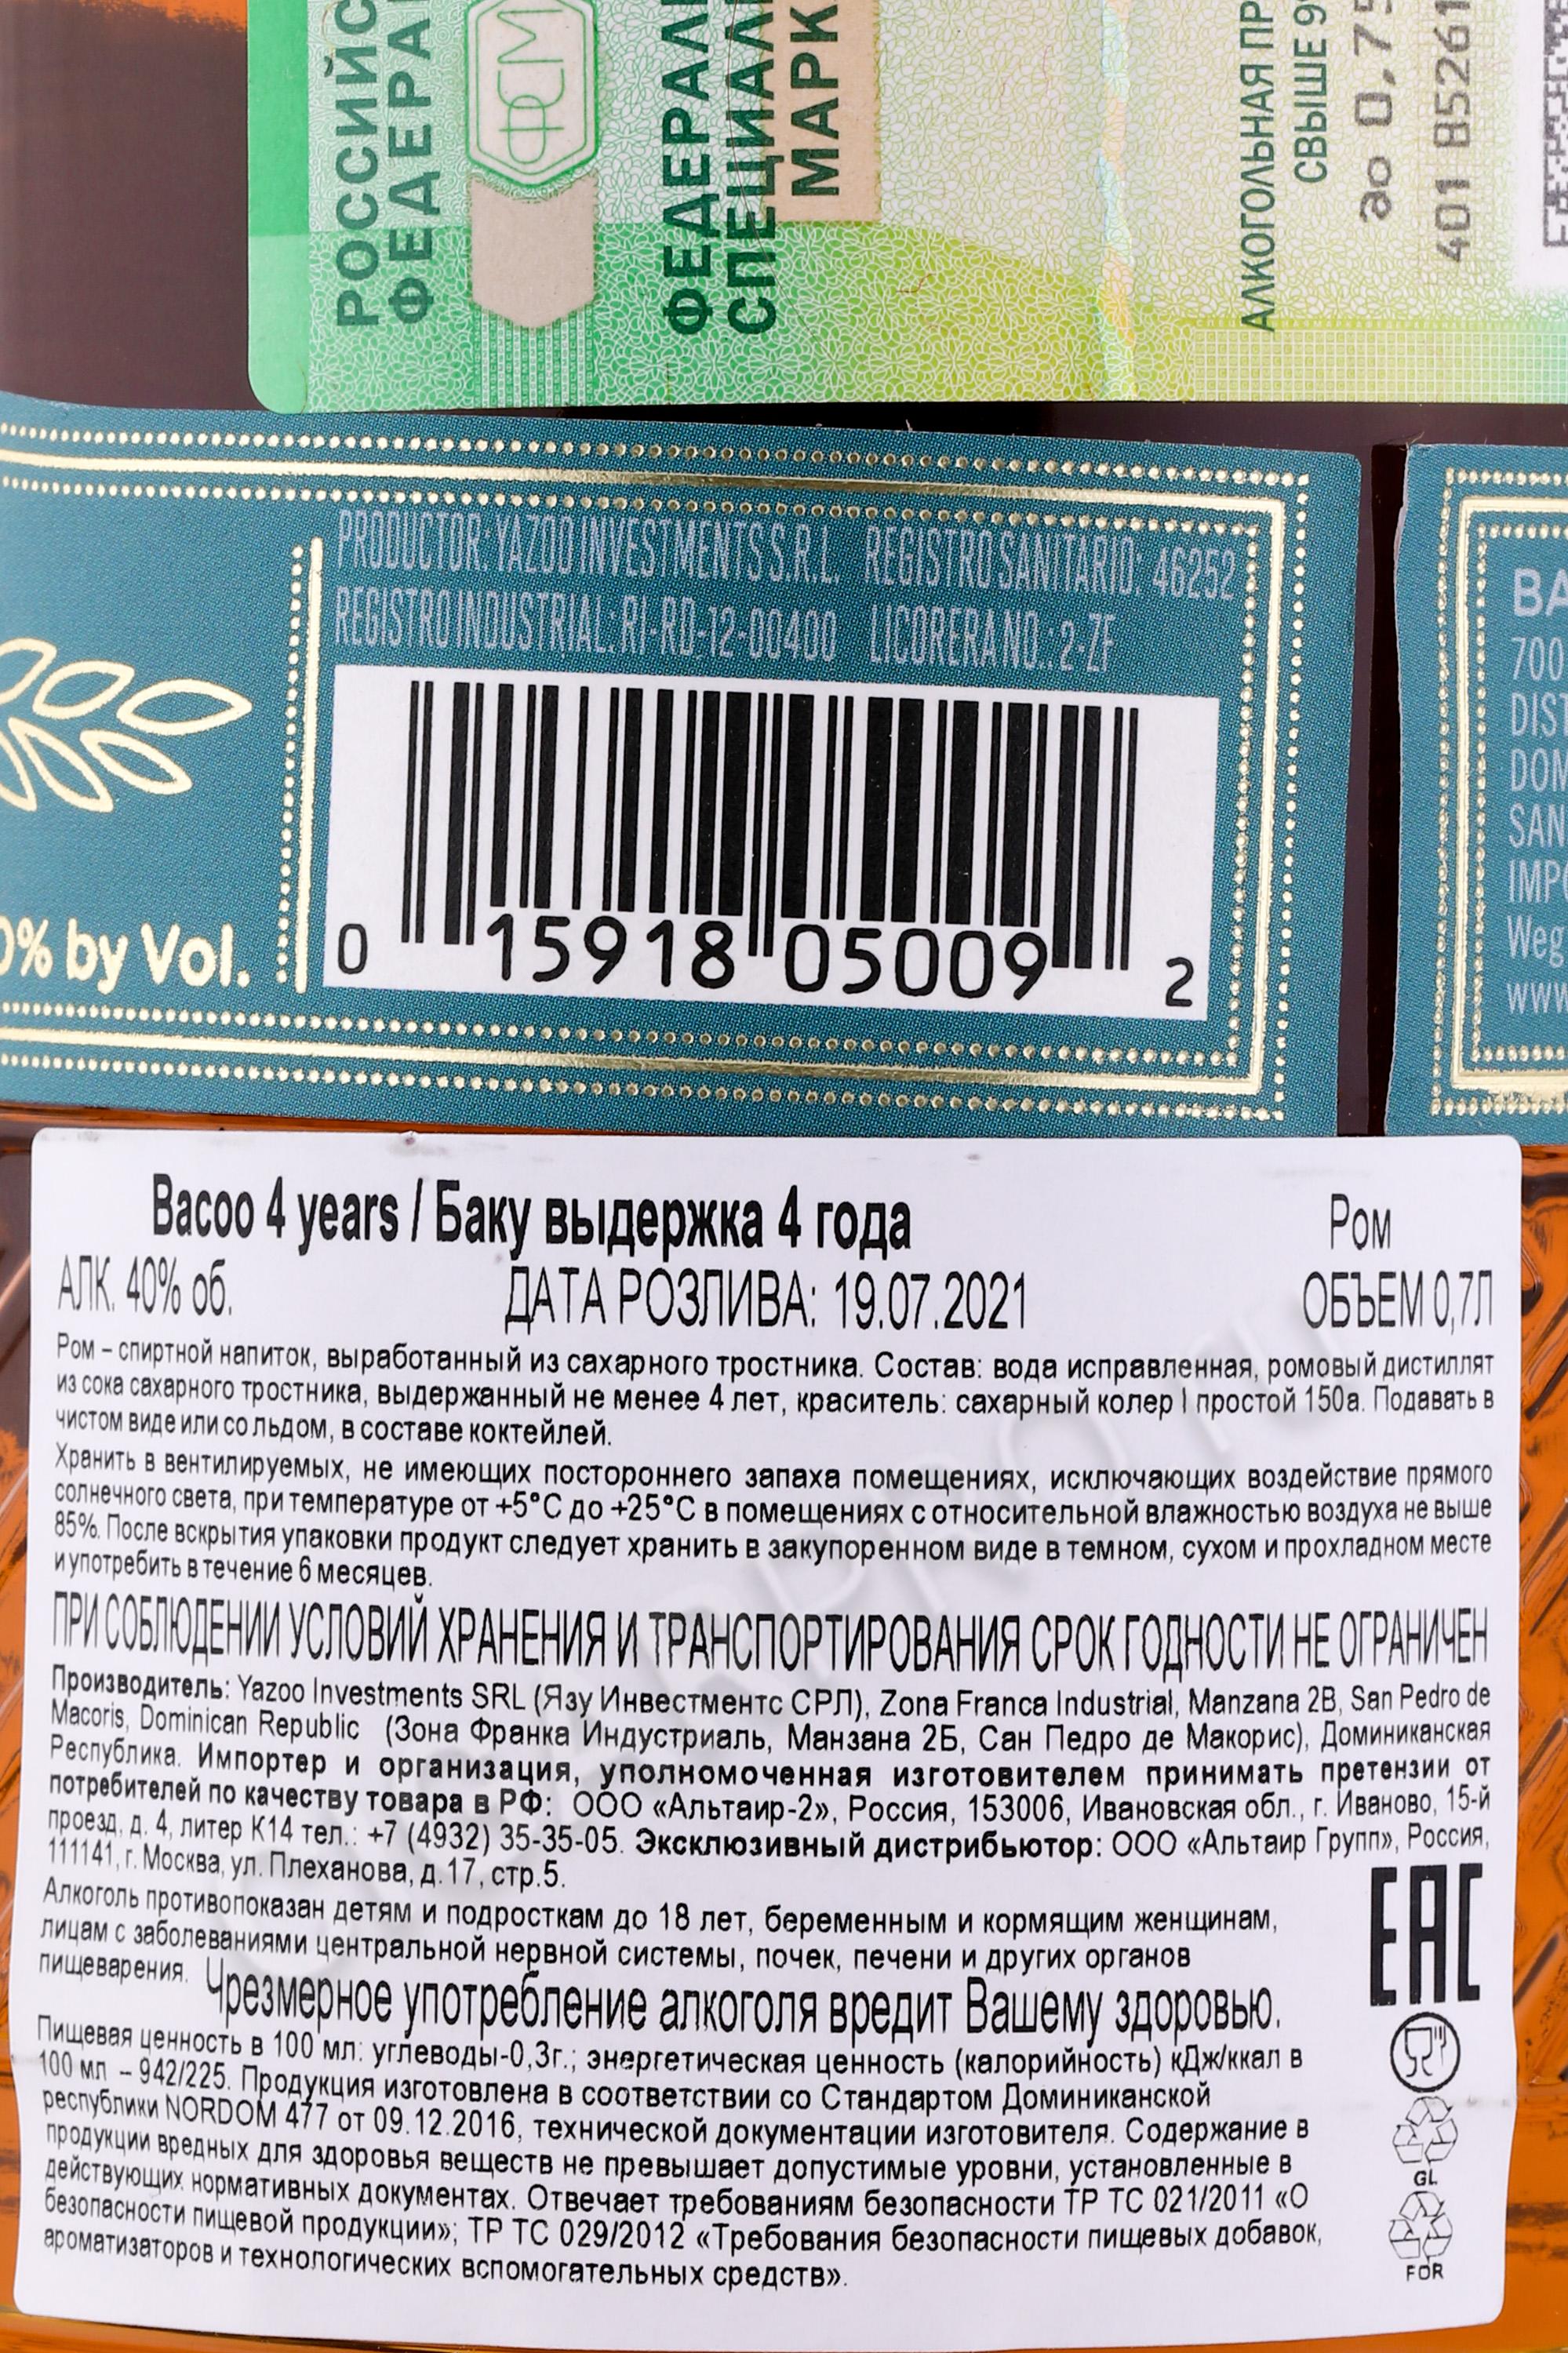 РОССИЙС
ФЕДЕРА
ФСМ
ФЕДЕРАЛ
СПЕЦИАЛ
МАРК
АЛКОГОЛЬНАЯ ПР
СВЫШЕ 9
до 0,75
401 85261
PRODUCTOR: YAZOO INVESTMENTS S.R.L. REGISTRO SANITARIO: 46252
REGISTRO INDUSTRIAL: RI-RD-12-00400 LICORERA NO.: 2-ZF
0% by Vol.
0 15918 05009 2
BA
700
DIS
DOM
SAN
IMP
Weg
www
Bacoo 4 years / Баку выдержка 4 года Ром
АЛК. 40% об. ДАТА РОЗЛИВА: 19.07.2021 ОБЪЕМ 0,7Л
Ром – спиртной напиток, выработанный из сахарного тростника. Состав: вода исправленная, ромовый дистиллят
из сока сахарного тростника, выдержанный не менее 4 лет, краситель: сахарный колер I простой 150а. Подавать в
чистом виде или со льдом, в составе коктейлей.
Хранить в вентилируемых, не имеющих постороннего запаха помещениях, исключающих воздействие прямого
солнечного света, при температуре от +5°С до +25°С в помещениях с относительной влажностью воздуха не выше
85%. После вскрытия упаковки продукт следует хранить в закупоренном виде в темном, сухом и прохладном месте
и употребить в течение 6 месяцев.
ПРИ СОБЛЮДЕНИИ УСЛОВИЙ ХРАНЕНИЯ И ТРАНСПОРТИРОВАНИЯ СРОК ГОДНОСТИ НЕ ОГРАНИЧЕН
Производитель: Yazoo Investments SRL (Язу Инвестментс СРЛ), Zona Franca Industrial, Manzana 2B, San Pedro de
Macoris, Dominican Republic (Зона Франка Индустриаль, Манзана 2Б, Сан Педро де Макорис), Доминиканская
Республика. Импортер и организация, уполномоченная изготовителем принимать претензии от
потребителей по качеству товара в РФ: ООО «Альтаир-2», Россия, 153006, Ивановская обл., г. Иваново, 15-й
проезд, д. 4, литер К14 тел.: +7 (4932) 35-35-05. Эксклюзивный дистрибьютор: ООО «Альтаир Групп», Россия,
111141, г. Москва, ул. Плеханова, д.17, стр.5.
Алкоголь противопоказан детям и подросткам до 18 лет, беременным и кормящим женщинам,
лицам с заболеваниями центральной нервной системы, почек, печени и других органов
пищеварения. Чрезмерное употребление алкоголя вредит Вашему здоровью.
Пищевая ценность в 100 мл: углеводы-0,3г.; энергетическая ценность (калорийность) кДж/ккал в
100 мл – 942/225. Продукция изготовлена в соответствии со Стандартом Доминиканской
республики NORDOM 477 от 09.12.2016, технической документации изготовителя. Содержание в
продукции вредных для здоровья веществ не превышает допустимые уровни, установленные в
действующих нормативных документах. Отвечает требованиям безопасности ТР ТС 021/2011 «О
безопасности пищевой продукции»; ТР ТС 029/2012 «Требования безопасности пищевых добавок,
ароматизаторов и технологических вспомогательных средств».
EAC
GL
FOR